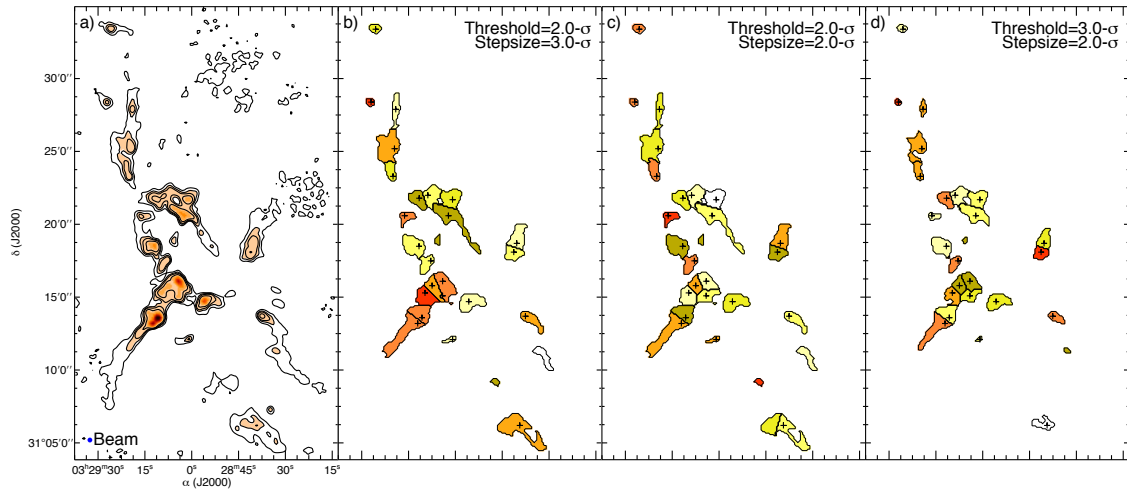 a)
b)
Threshold=2.0-σ
Stepsize=3.0-σ
c)
Threshold=2.0-σ
Stepsize=2.0-σ
d)
Threshold=3.0-σ
Stepsize=2.0-σ
30′0′′
25′0′′
20′0′′
15′0′′
10′0′′
31°05′0′′
δ (J2000)
Beam
03ʰ29ᵐ30ˢ
15ˢ
0ˢ
28ᵐ45ˢ
30ˢ
15ˢ
α (J2000)